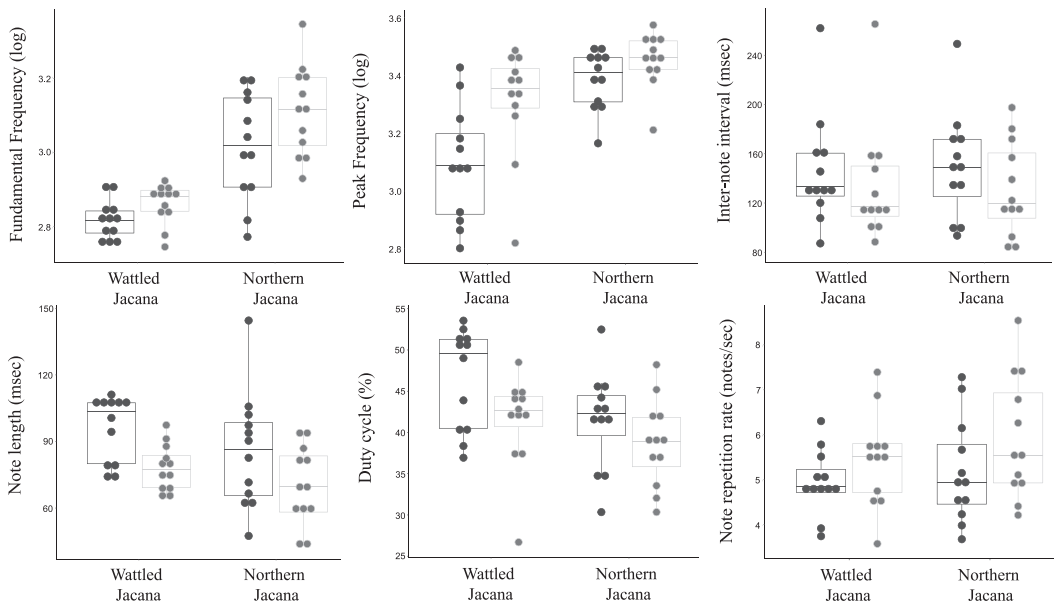 Fundamental Frequency (log)
3.2
3.0
2.8
Wattled
Jacana
Northern
Jacana
Peak Frequency (log)
3.6
3.4
3.2
3.0
2.8
Wattled
Jacana
Northern
Jacana
Inter-note interval (msec)
240
200
160
120
80
Wattled
Jacana
Northern
Jacana
Note length (msec)
150
120
90
60
Wattled
Jacana
Northern
Jacana
Duty cycle (%)
55
50
45
40
35
30
25
Wattled
Jacana
Northern
Jacana
Note repetition rate (notes/sec)
8
7
6
5
4
Wattled
Jacana
Northern
Jacana